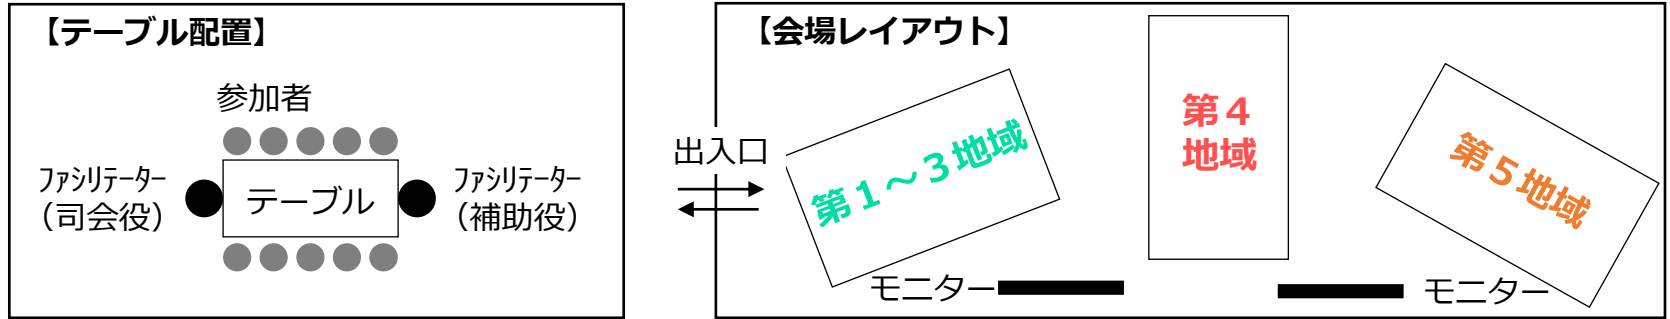 【テーブル配置】
参加者
ﾌｧｼﾘﾃｰﾀｰ
（司会役）
テーブル
ﾌｧｼﾘﾃｰﾀｰ
（補助役）
【会場レイアウト】
出入口
第１～３地域
第４
地域
第５地域
モニター
モニター